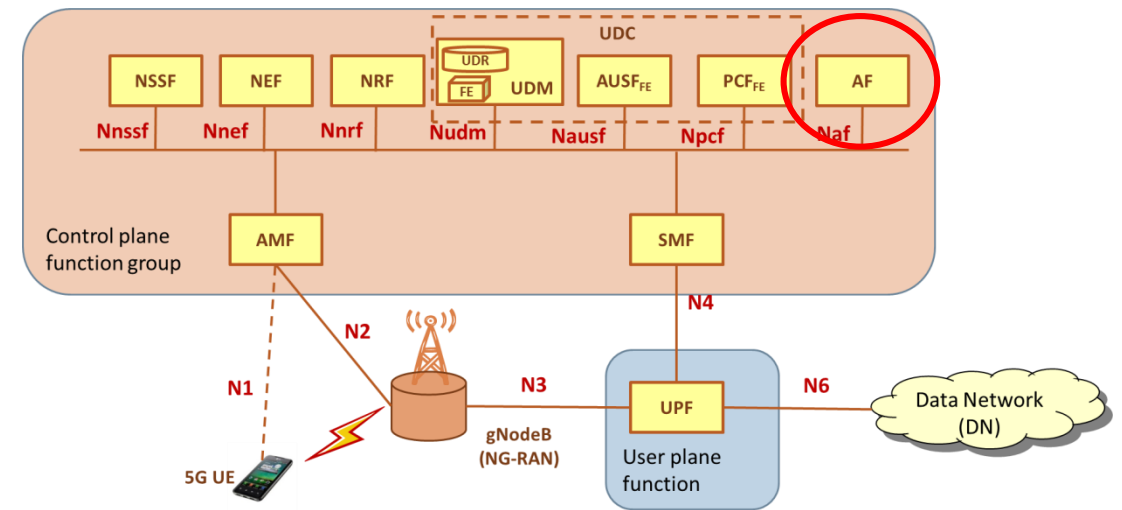 UDC
NSSF
NEF
NRF
UDR
FE
UDM
AUSFFE
PCFFE
AF
Nnssf
Nnef
Nnrf
Nudm
Nausf
Npcf
Naf
Control plane
function group
AMF
SMF
N4
N2
N1
N3
N6
UPF
Data Network
(DN)
gNodeB
(NG-RAN)
5G UE
User plane
function